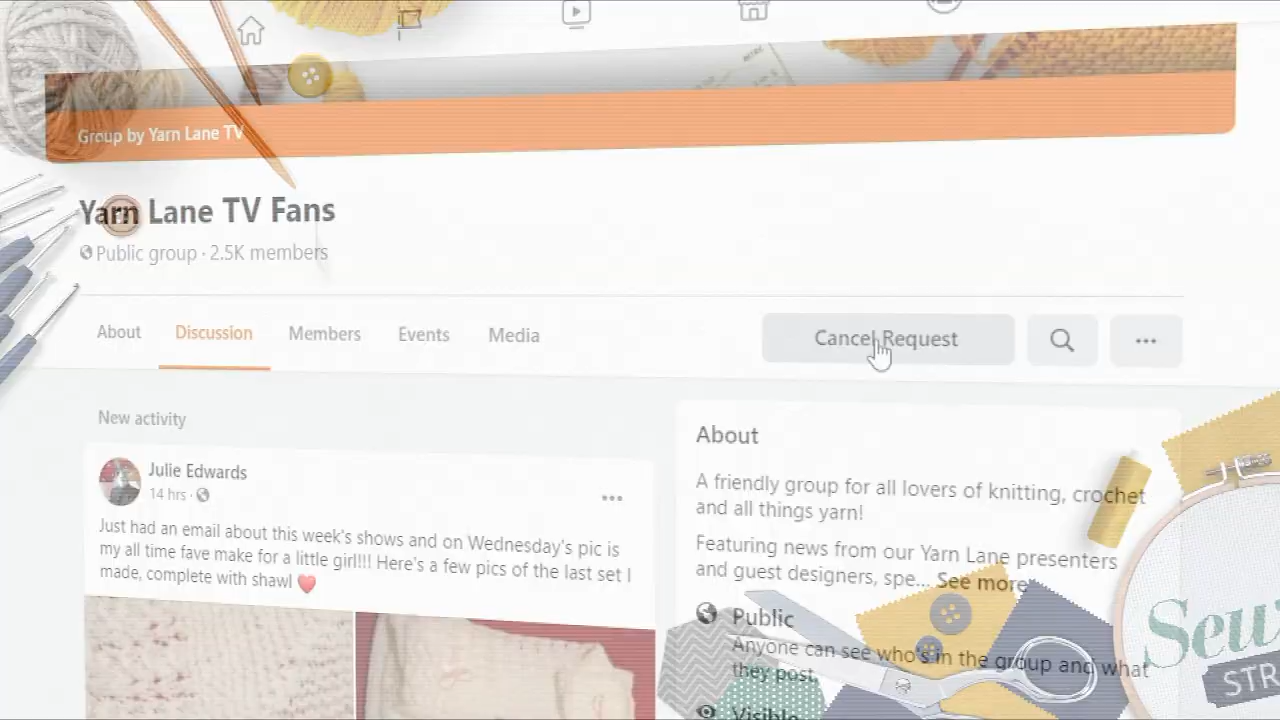 Group by Yarn Lane TV
Yarn Lane TV Fans
Public group · 2.5K members
About
Discussion
Members
Events
Media
Cancel Request
New activity
Julie Edwards
14 hrs ·
Just had an email about this week's shows and on Wednesday's pic is
my all time fave make for a little girl!!! Here's a few pics of the last set I
made, complete with shawl ❤️
About
A friendly group for all lovers of knitting, crochet
and all things yarn!
Featuring news from our Yarn Lane presenters
and guest designers, spe... See more
Public
Anyone can see who's in the group and what
they post.
Visible